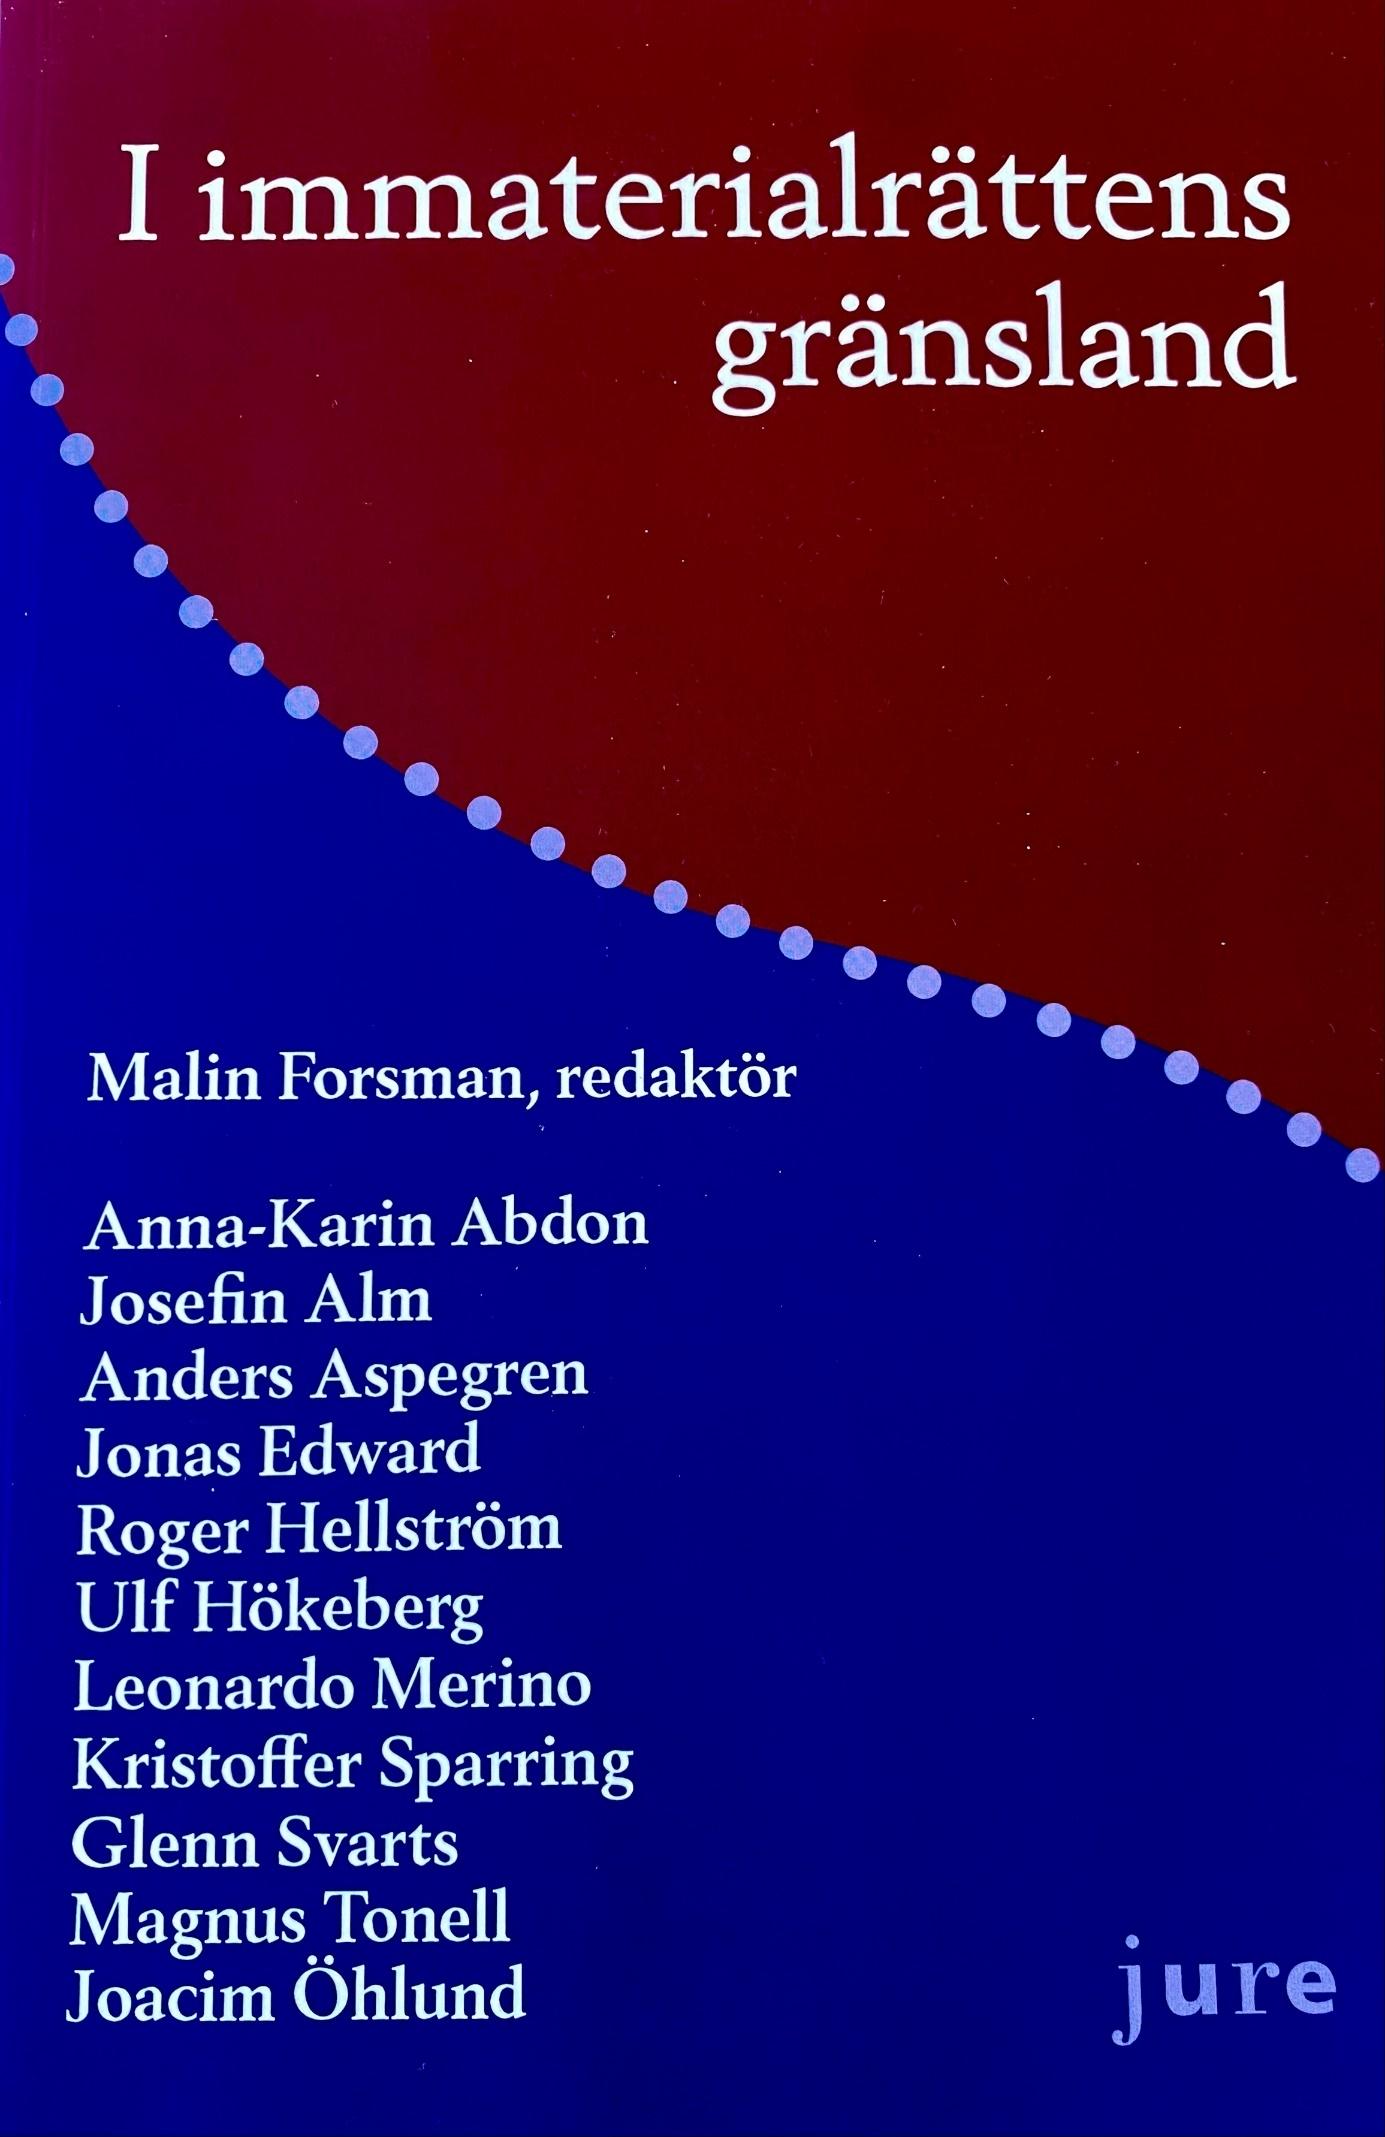 I immaterialrättens
gränsland
Malin Forsman, redaktör
Anna-Karin Abdon
Josefin Alm
Anders Aspegren
Jonas Edward
Roger Hellström
Ulf Hökeberg
Leonardo Merino
Kristoffer Sparring
Glenn Svarts
Magnus Tonell
Joacim Öhlund
jure